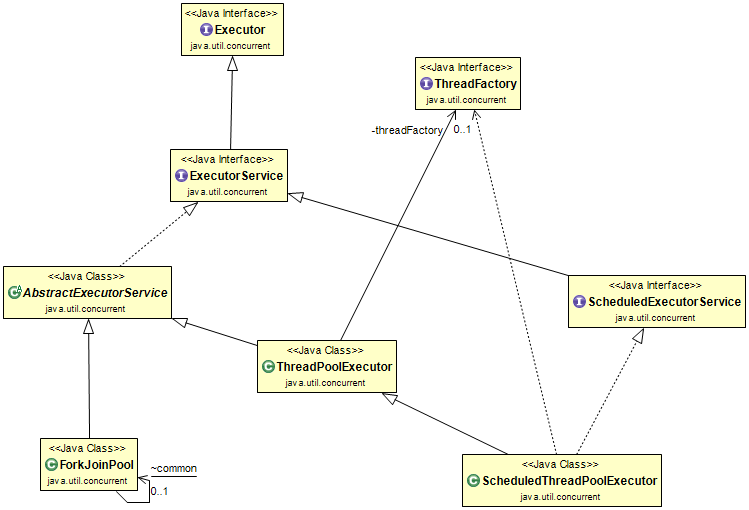 <<Java Interface>>
Executor
java.util.concurrent
<<Java Interface>>
ThreadFactory
java.util.concurrent
-threadFactory 0..1
<<Java Interface>>
ExecutorService
java.util.concurrent
<<Java Class>>
AbstractExecutorService
java.util.concurrent
<<Java Interface>>
ScheduledExecutorService
java.util.concurrent
<<Java Class>>
ThreadPoolExecutor
java.util.concurrent
<<Java Class>>
ForkJoinPool
java.util.concurrent
~common
0..1
<<Java Class>>
ScheduledThreadPoolExecutor
java.util.concurrent